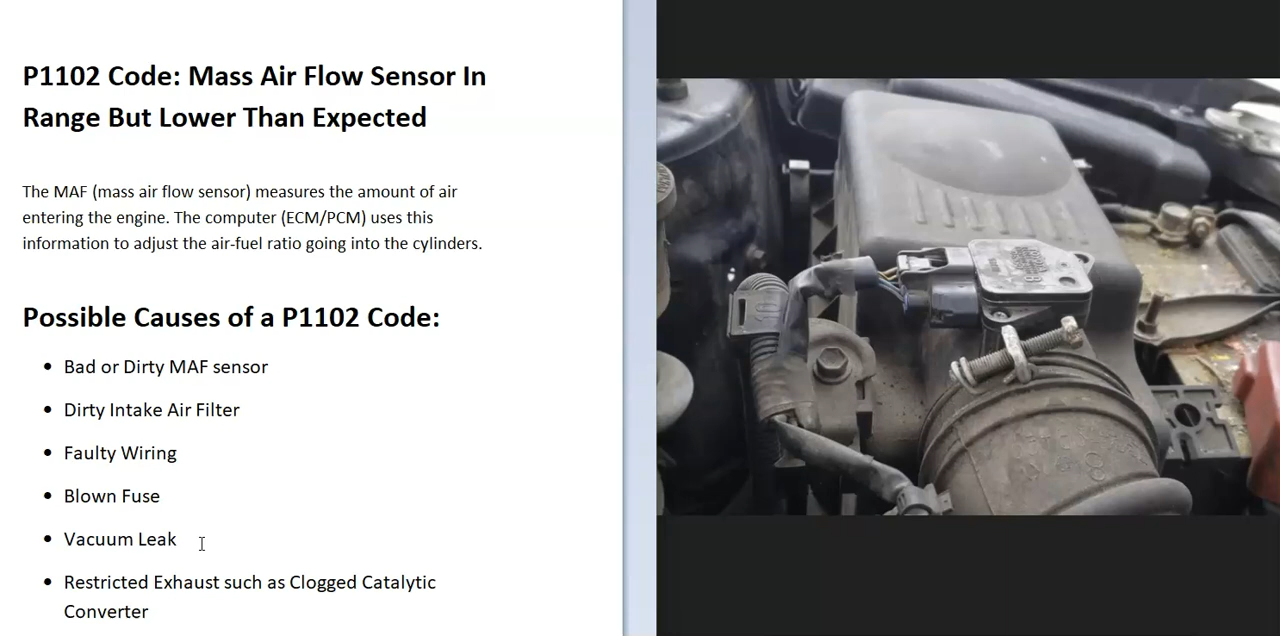 P1102 Code: Mass Air Flow Sensor In
Range But Lower Than Expected
The MAF (mass air flow sensor) measures the amount of air
entering the engine. The computer (ECM/PCM) uses this
information to adjust the air-fuel ratio going into the cylinders.
Possible Causes of a P1102 Code:
• Bad or Dirty MAF sensor
• Dirty Intake Air Filter
• Faulty Wiring
• Blown Fuse
• Vacuum Leak
• Restricted Exhaust such as Clogged Catalytic
Converter